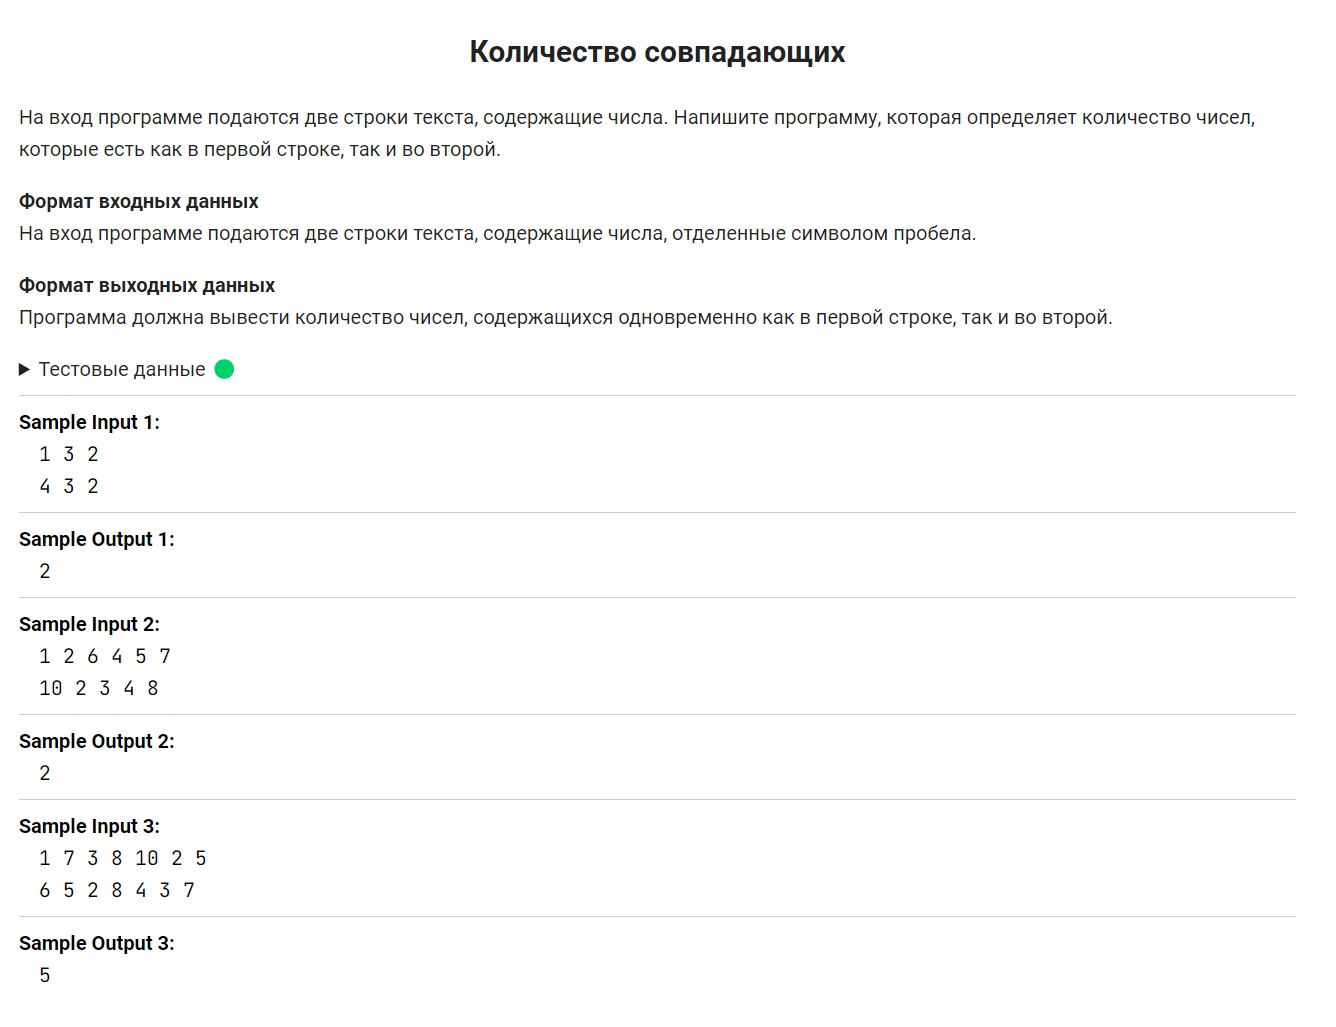 Количество совпадающих
На вход программе подаются две строки текста, содержащие числа. Напишите программу, которая определяет количество чисел,
которые есть как в первой строке, так и во второй.
Формат входных данных
На вход программе подаются две строки текста, содержащие числа, отделенные символом пробела.
Формат выходных данных
Программа должна вывести количество чисел, содержащихся одновременно как в первой строке, так и во второй.
Тестовые данные
Sample Input 1:
1 3 2
4 3 2
Sample Output 1:
2
Sample Input 2:
1 2 6 4 5 7
10 2 3 4 8
Sample Output 2:
2
Sample Input 3:
1 7 3 8 10 2 5
6 5 2 8 4 3 7
Sample Output 3:
5